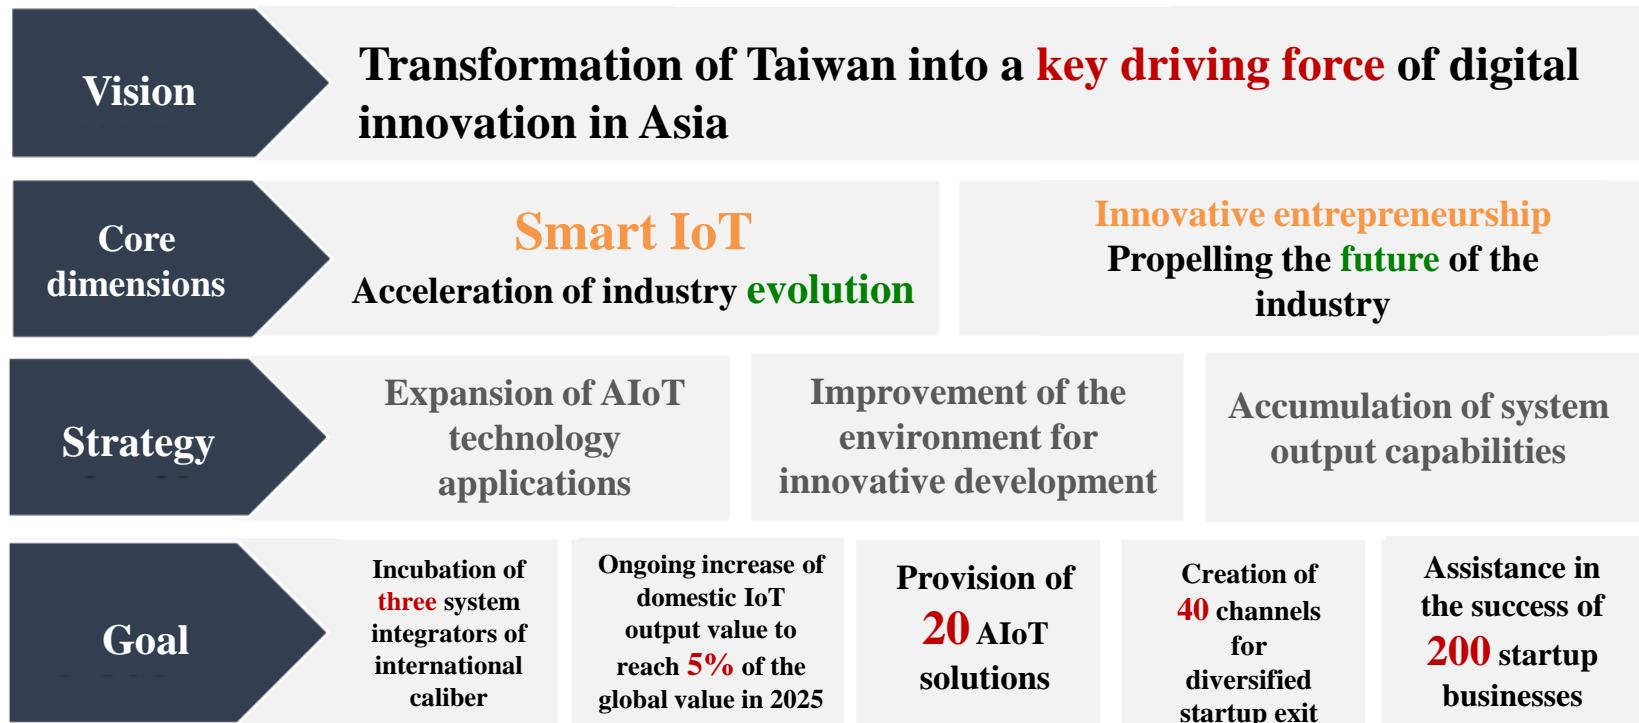 Vision
Transformation of Taiwan into a key driving force of digital
innovation in Asia
Core
dimensions
Smart IoT
Acceleration of industry evolution
Innovative entrepreneurship
Propelling the future of the
industry
Strategy
Expansion of AIoT
technology
applications
Improvement of the
environment for
innovative development
Accumulation of system
output capabilities
Goal
Incubation of
three system
integrators of
international
caliber
Ongoing increase of
domestic IoT
output value to
reach 5% of the
global value in 2025
Provision of
20 AIoT
solutions
Creation of
40 channels
for
diversified
startup exit
Assistance in
the success of
200 startup
businesses